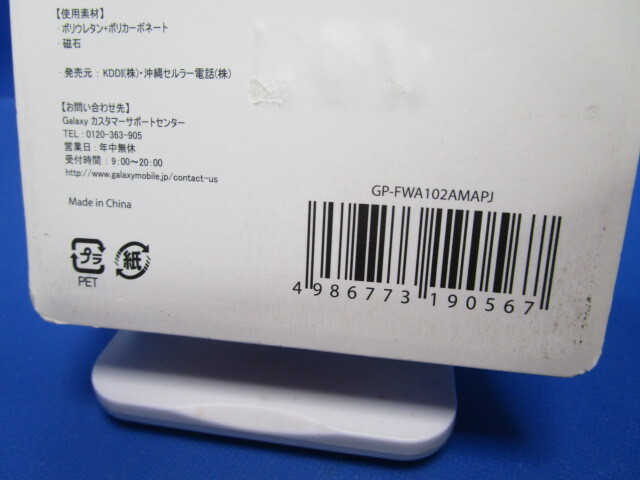 【使用素材】
・ポリウレタン+ポリカーボネート
・磁石
・発売元：KDDI(株)・沖縄セルラー電話(株)
【お問い合わせ先】
Galaxy カスタマーサポートセンター
TEL：0120-363-905
営業日：年中無休
受付時間：9:00〜20:00
http://www.galaxymobile.jp/contact-us
Made in China
GP-FWA102AMAPJ
プラ
紙
PET
4 986773 190567